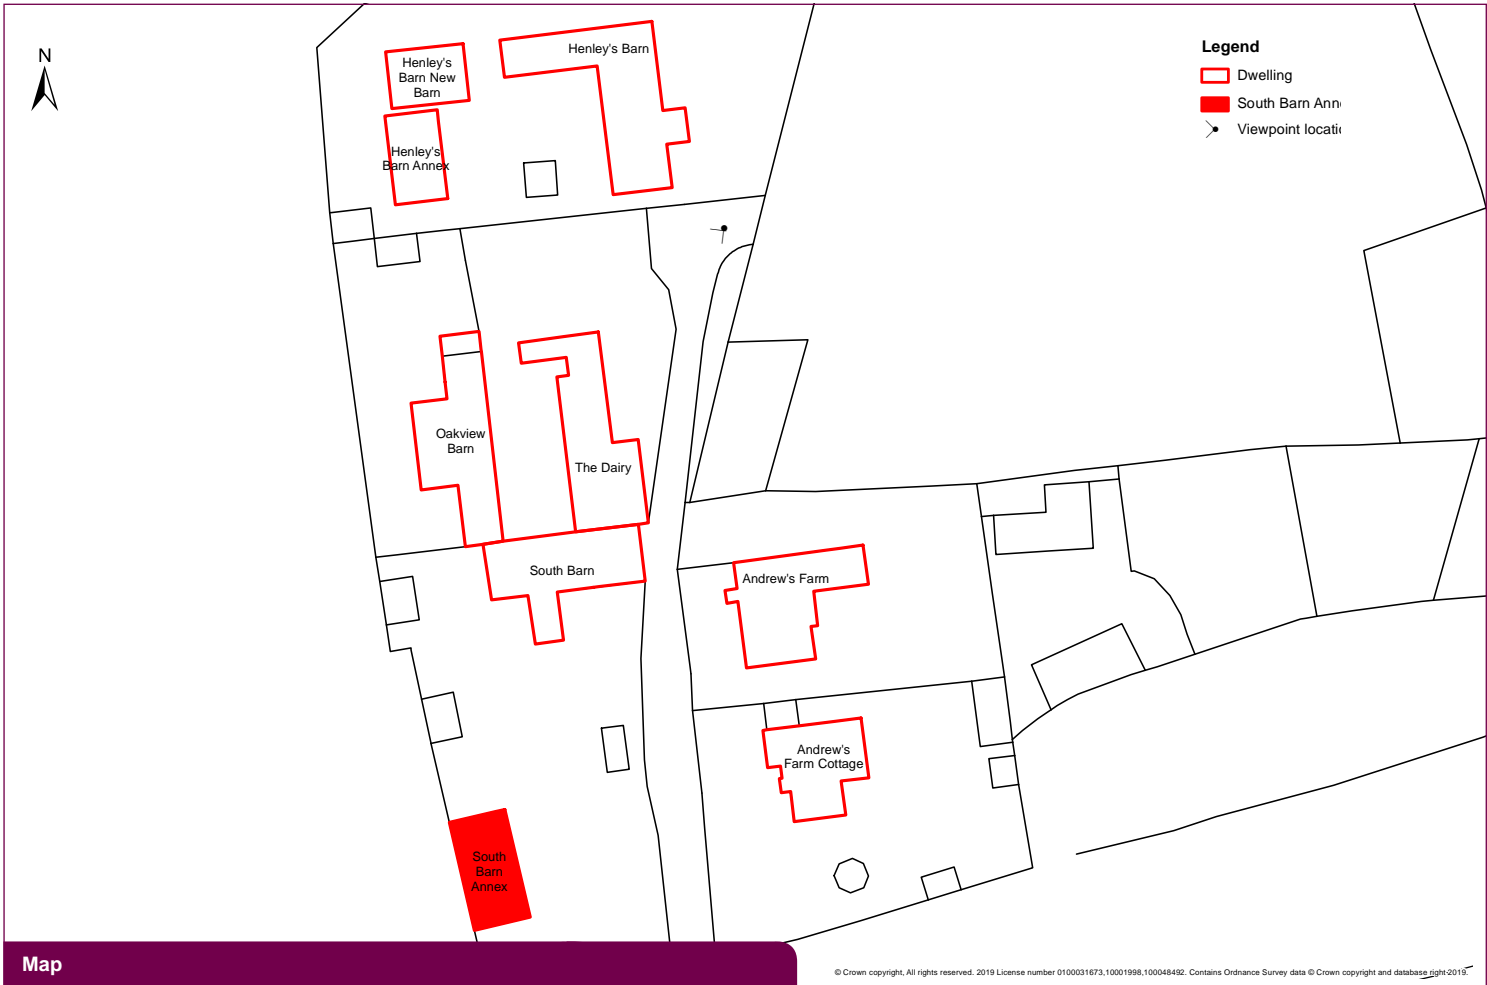 N
Henley's
Barn New
Barn
Henley's Barn
Henley's
Barn Annex
Legend
Dwelling
South Barn Ann
Viewpoint locati
Oakview
Barn
The Dairy
South Barn
Andrew's Farm
Andrew's
Farm Cottage
South
Barn
Annex
Map
© Crown copyright, All rights reserved. 2019 License number 0100031673,10001998,100048492. Contains Ordnance Survey data © Crown copyright and database right-2019.